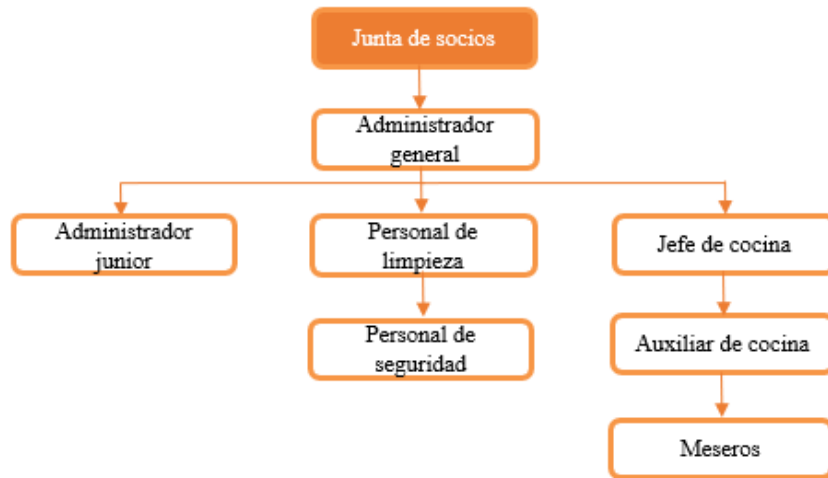 Junta de socios
Administrador
general
Administrador
junior
Personal de
limpieza
Jefe de cocina
Personal de
seguridad
Auxiliar de cocina
Meseros